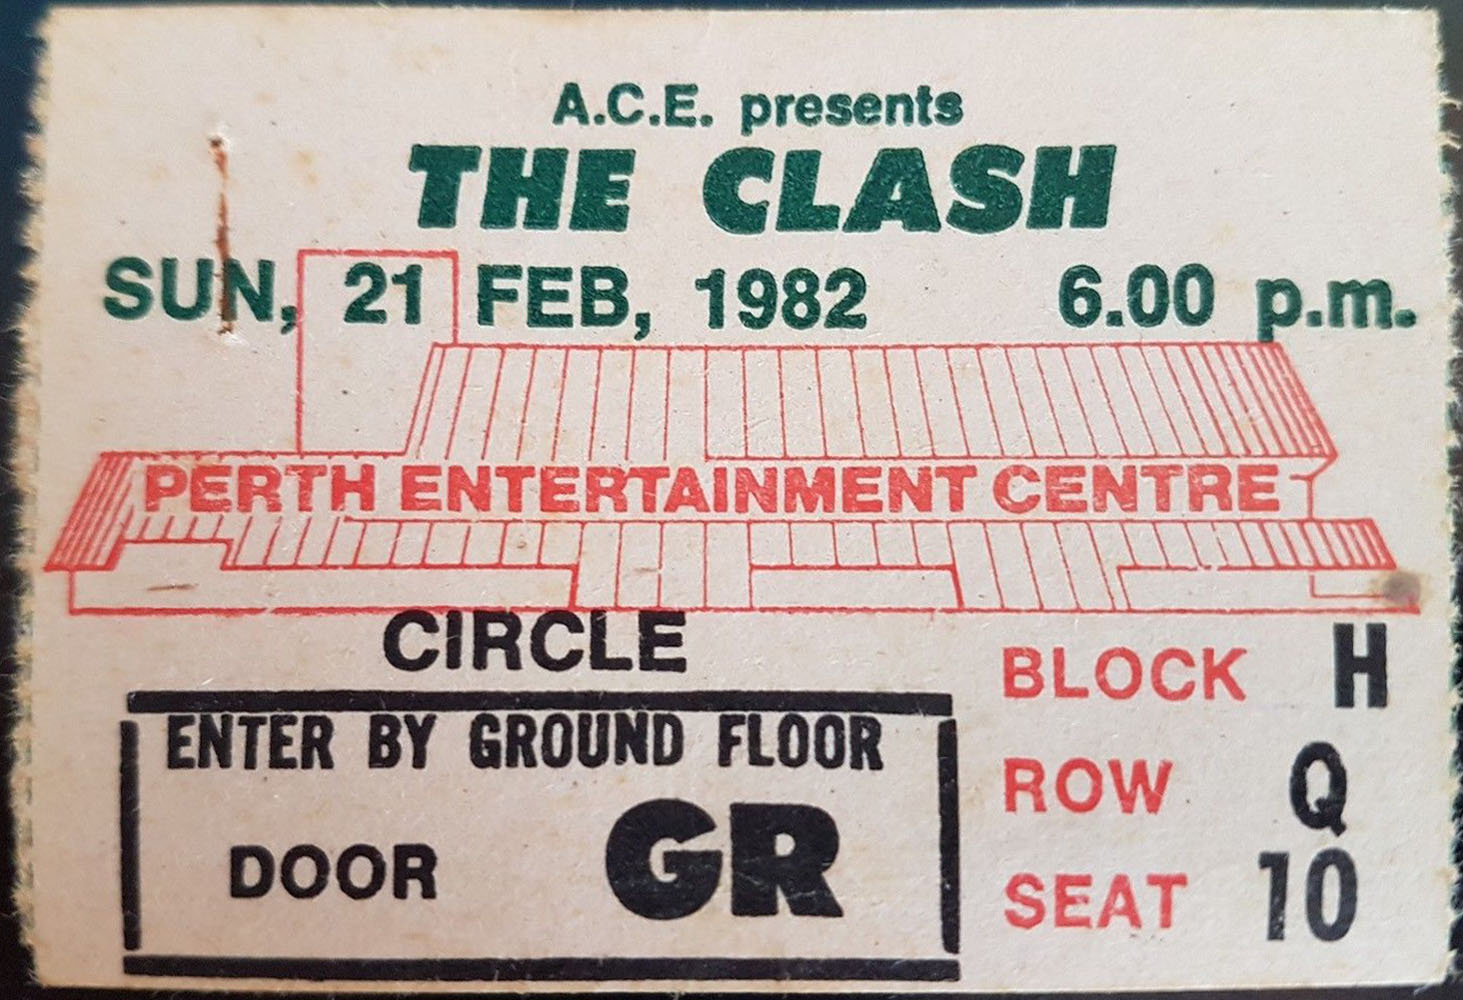 A.C.E. presents
THE CLASH
SUN, 21 FEB, 1982 6.00 p.m.
PERTH ENTERTAINMENT CENTRE
CIRCLE
ENTER BY GROUND FLOOR
DOOR GR
BLOCK H
ROW Q
SEAT 10